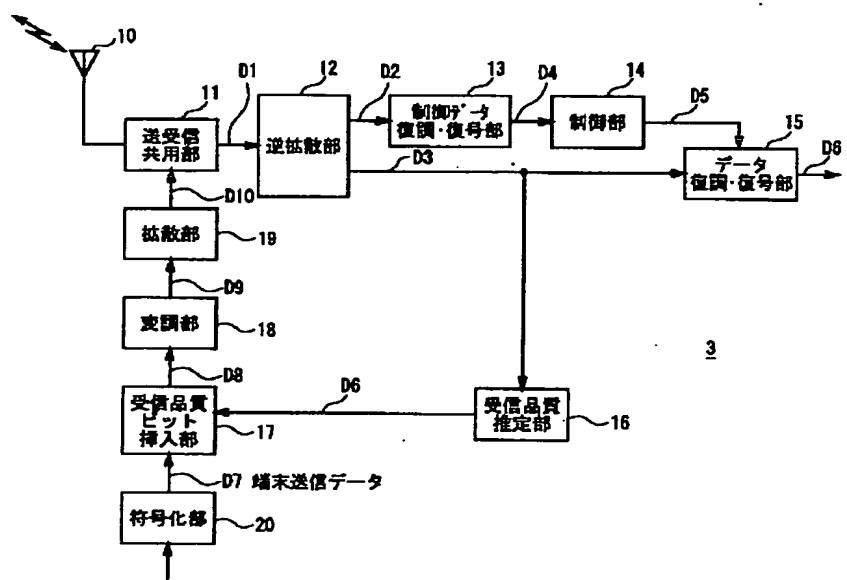 10
11
送受信
共用部
D1
12
逆拡散部
D2
13
制御データ
復調・復号部
D4
14
制御部
D5
15
データ
復調・復号部
D6
D3
D10
拡散部
19
D9
変調部
18
D8
受信品質
ビット
挿入部
17
D6
受信品質
推定部
16
3
D7 端末送信データ
符号化部
20